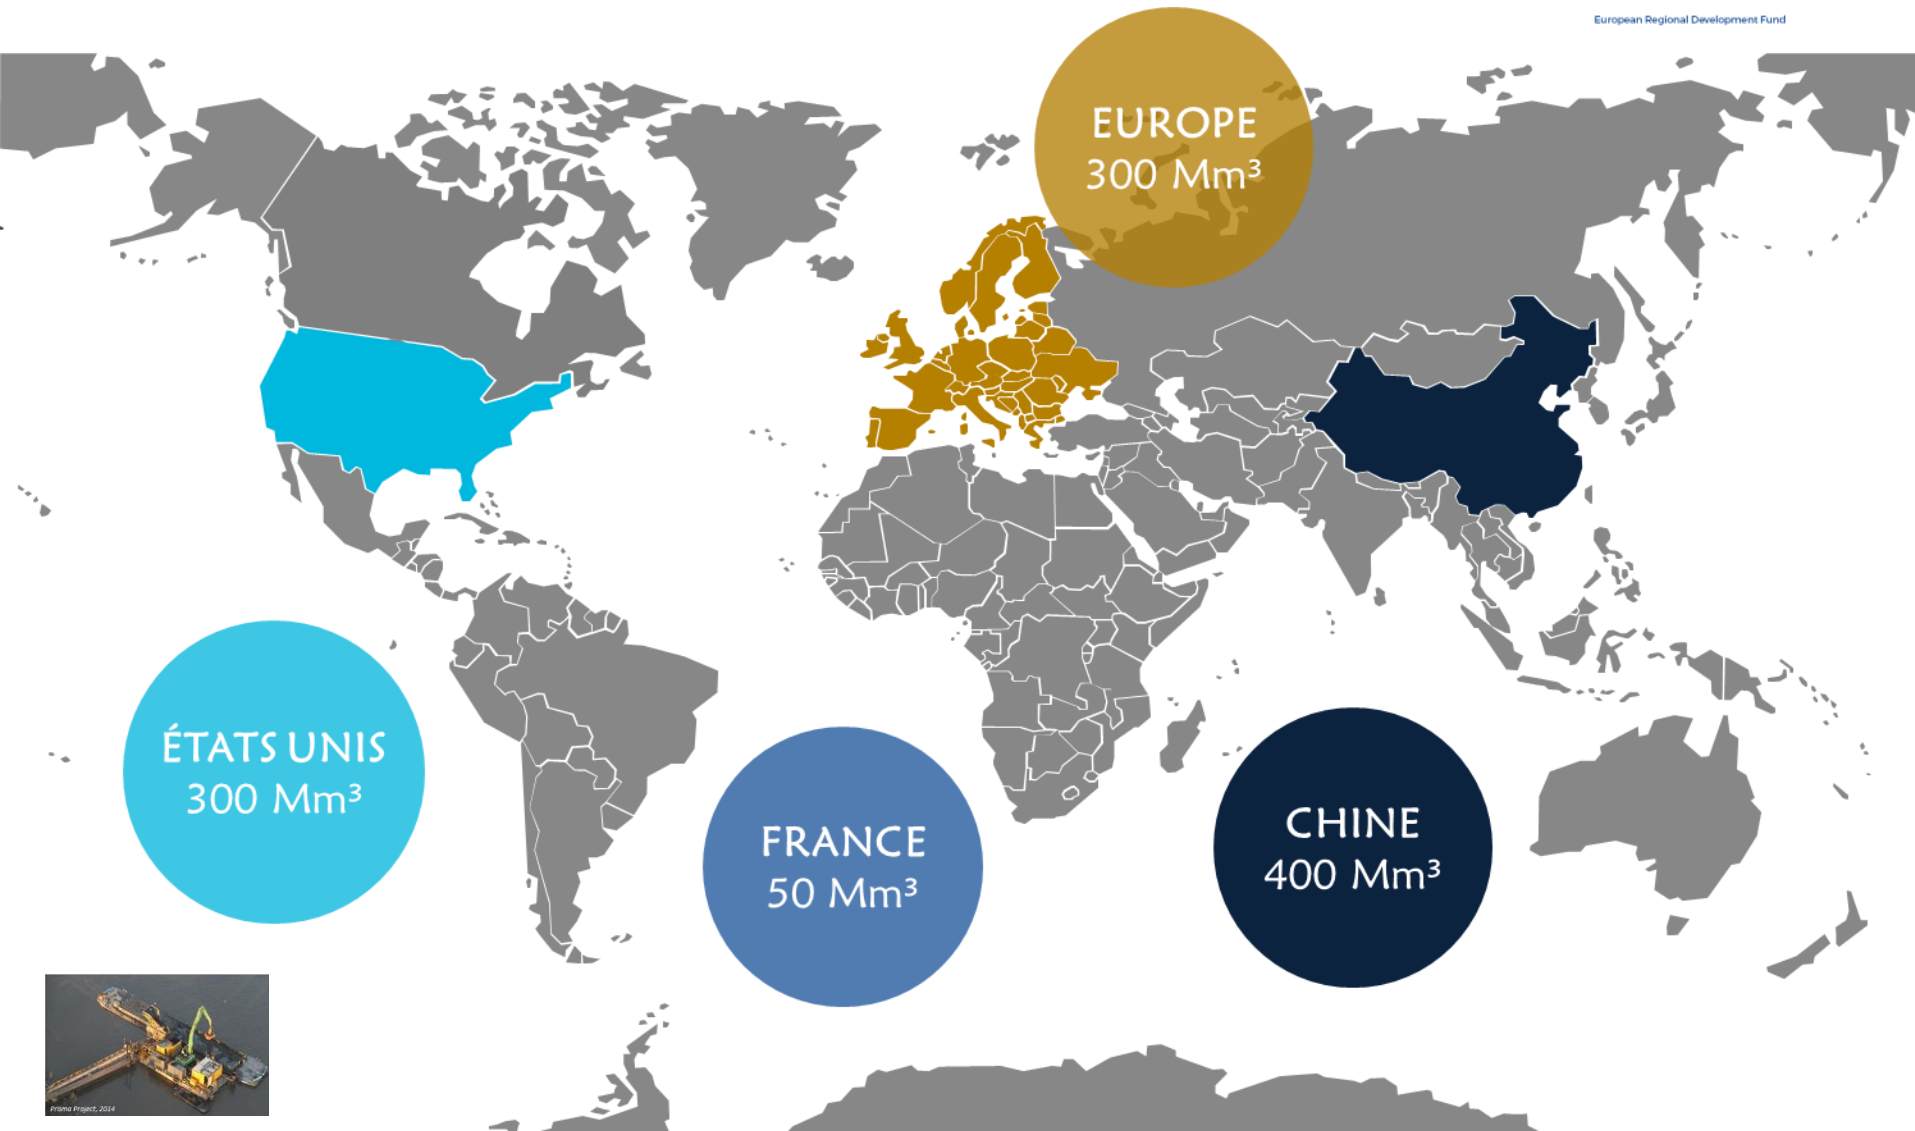 European Regional Development Fund
EUROPE
300 Mm³
ÉTATS UNIS
300 Mm³
FRANCE
50 Mm³
CHINE
400 Mm³
Prisma Project, 2014